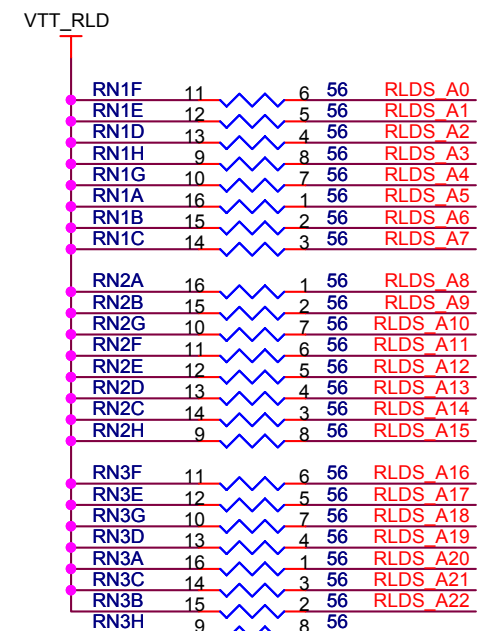 VTT_RLD
RN1F 11 6 56 RLDS_A0
RN1E 12 5 56 RLDS_A1
RN1D 13 4 56 RLDS_A2
RN1H 9 8 56 RLDS_A3
RN1G 10 7 56 RLDS_A4
RN1A 16 1 56 RLDS_A5
RN1B 15 2 56 RLDS_A6
RN1C 14 3 56 RLDS_A7
RN2A 16 1 56 RLDS_A8
RN2B 15 2 56 RLDS_A9
RN2G 10 7 56 RLDS_A10
RN2F 11 6 56 RLDS_A11
RN2E 12 5 56 RLDS_A12
RN2D 13 4 56 RLDS_A13
RN2C 14 3 56 RLDS_A14
RN2H 9 8 56 RLDS_A15
RN3F 11 6 56 RLDS_A16
RN3E 12 5 56 RLDS_A17
RN3G 10 7 56 RLDS_A18
RN3D 13 4 56 RLDS_A19
RN3A 16 1 56 RLDS_A20
RN3C 14 3 56 RLDS_A21
RN3B 15 2 56 RLDS_A22
RN3H 9 8 56